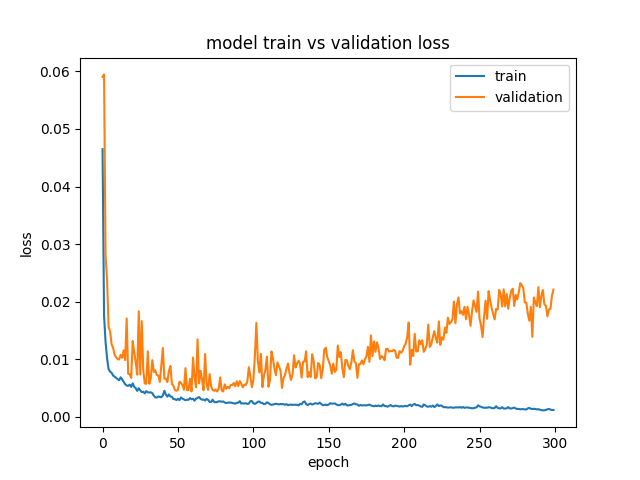 model train vs validation loss
train
validation
0.06
0.05
0.04
0.03
0.02
0.01
0.00
loss
0 50 100 150 200 250 300
epoch